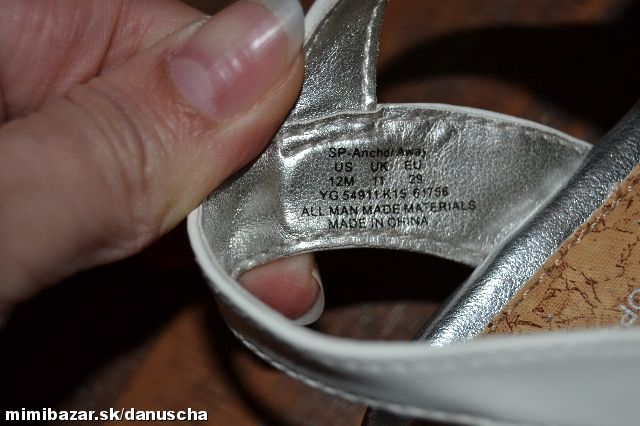 SP-Anchor Away
US UK EU
12M 11 29
YG 54911 K15 61756
ALL MAN MADE MATERIALS
MADE IN CHINA
mimibazar.sk/danuscha